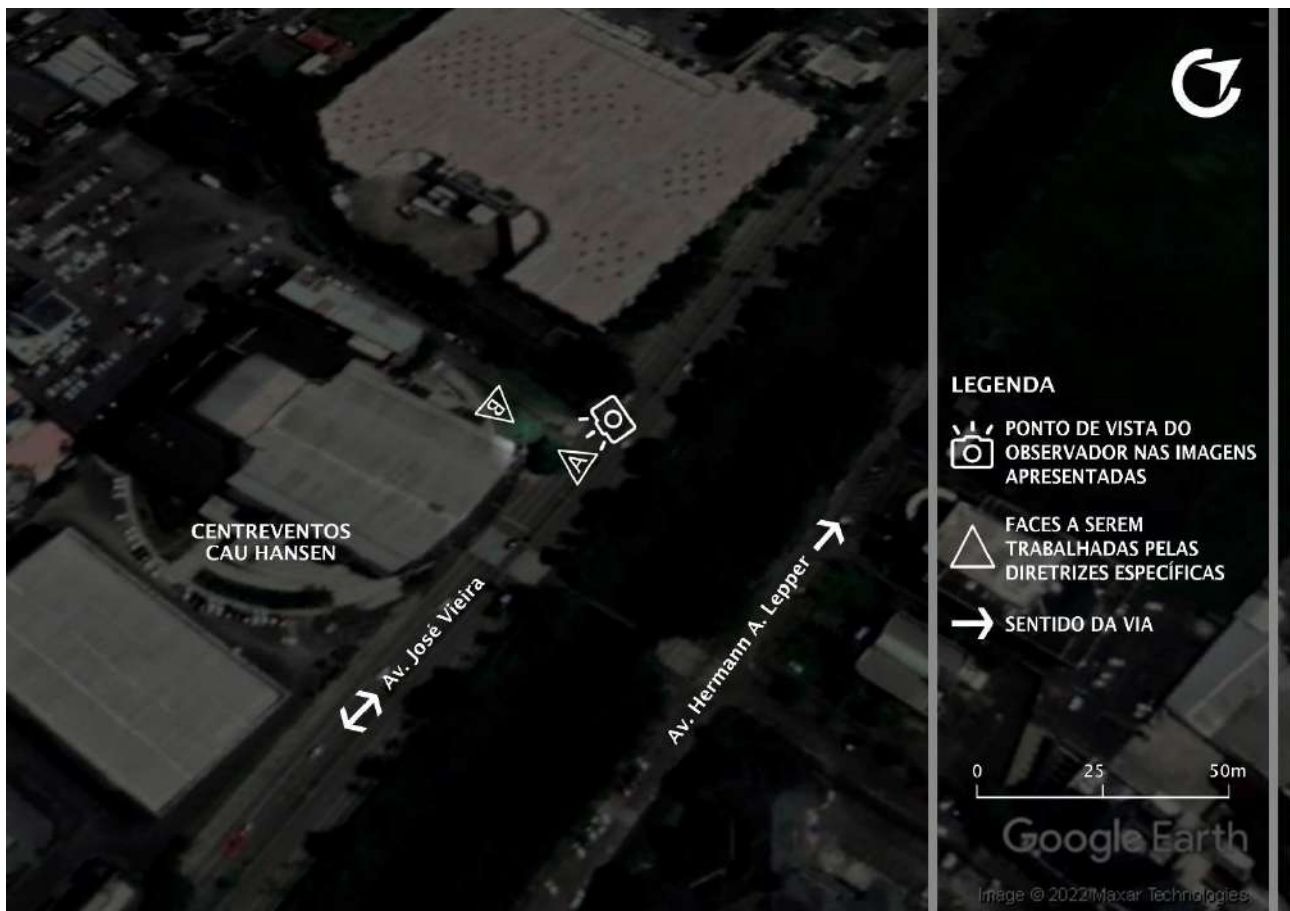 B
A
CENTREVENTOS
CAU HANSEN
Av. José Vieira
Av. Hermann A. Lepper
LEGENDA
PONTO DE VISTA DO
OBSERVADOR NAS IMAGENS
APRESENTADAS
FACES A SEREM
TRABALHADAS PELAS
DIRETRIZES ESPECÍFICAS
SENTIDO DA VIA
0 25 50m
Google Earth
Image © 2022 Maxar Technologies